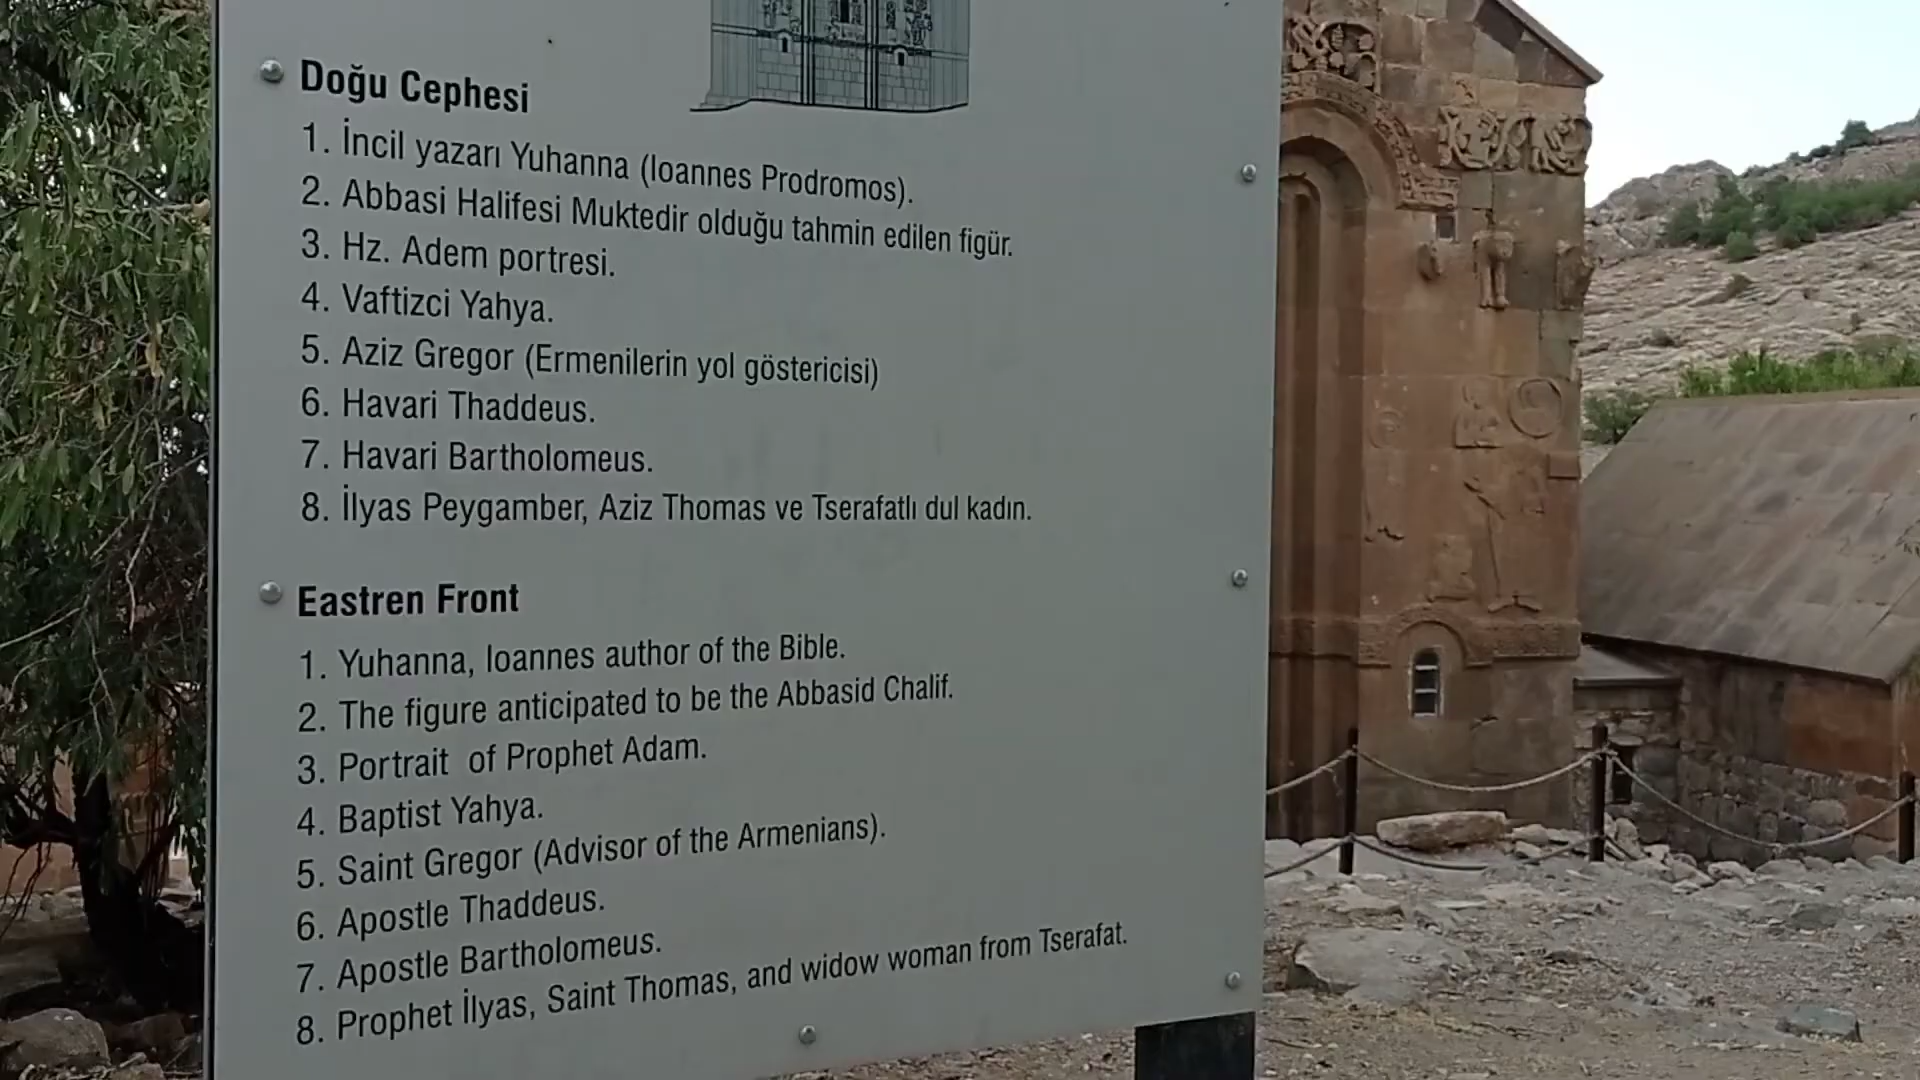 Doğu Cephesi
1. İncil yazarı Yuhanna (Ioannes Prodromos).
2. Abbasi Halifesi Muktedir olduğu tahmin edilen figür.
3. Hz. Adem portresi.
4. Vaftizci Yahya.
5. Aziz Gregor (Ermenilerin yol göstericisi)
6. Havari Thaddeus.
7. Havari Bartholomeus.
8. İlyas Peygamber, Aziz Thomas ve Tserafatlı dul kadın.
Eastren Front
1. Yuhanna, Ioannes author of the Bible.
2. The figure anticipated to be the Abbasid Chalif.
3. Portrait of Prophet Adam.
4. Baptist Yahya.
5. Saint Gregor (Advisor of the Armenians).
6. Apostle Thaddeus.
7. Apostle Bartholomeus.
8. Prophet İlyas, Saint Thomas, and widow woman from Tserafat.